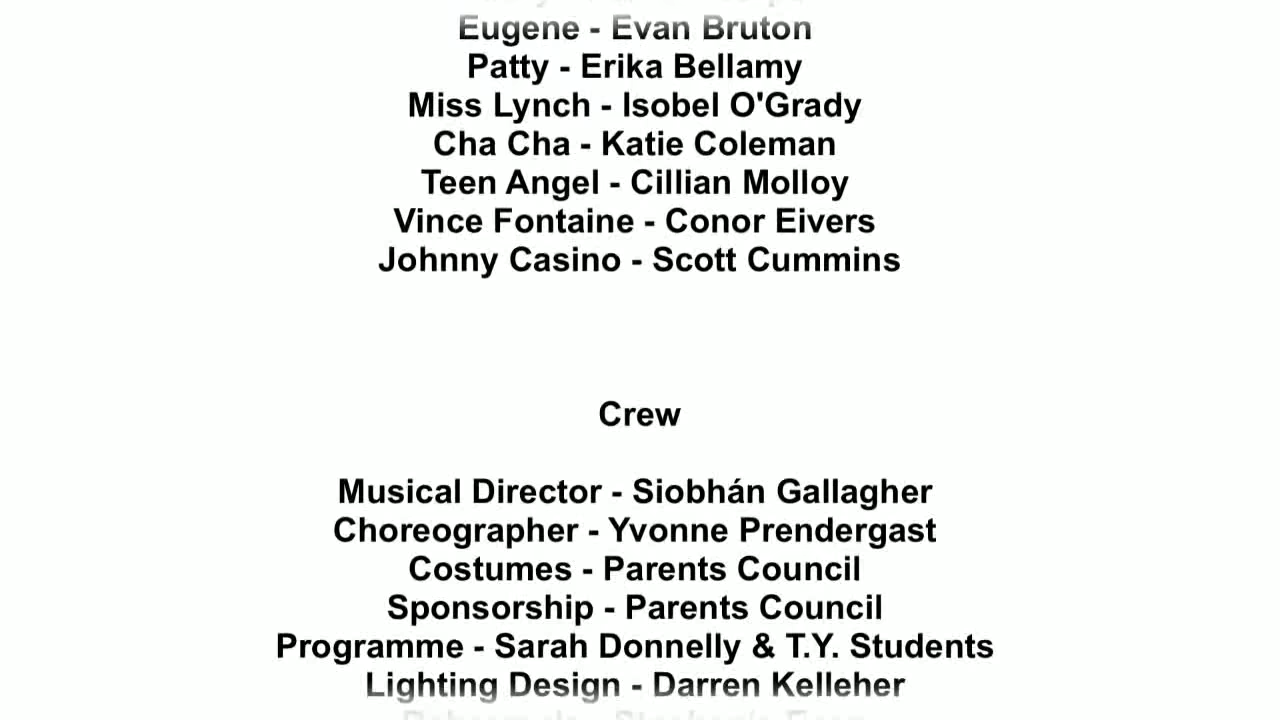 Eugene - Evan Bruton
Patty - Erika Bellamy
Miss Lynch - Isobel O'Grady
Cha Cha - Katie Coleman
Teen Angel - Cillian Molloy
Vince Fontaine - Conor Eivers
Johnny Casino - Scott Cummins
Crew
Musical Director - Siobhán Gallagher
Choreographer - Yvonne Prendergast
Costumes - Parents Council
Sponsorship - Parents Council
Programme - Sarah Donnelly & T.Y. Students
Lighting Design - Darren Kelleher